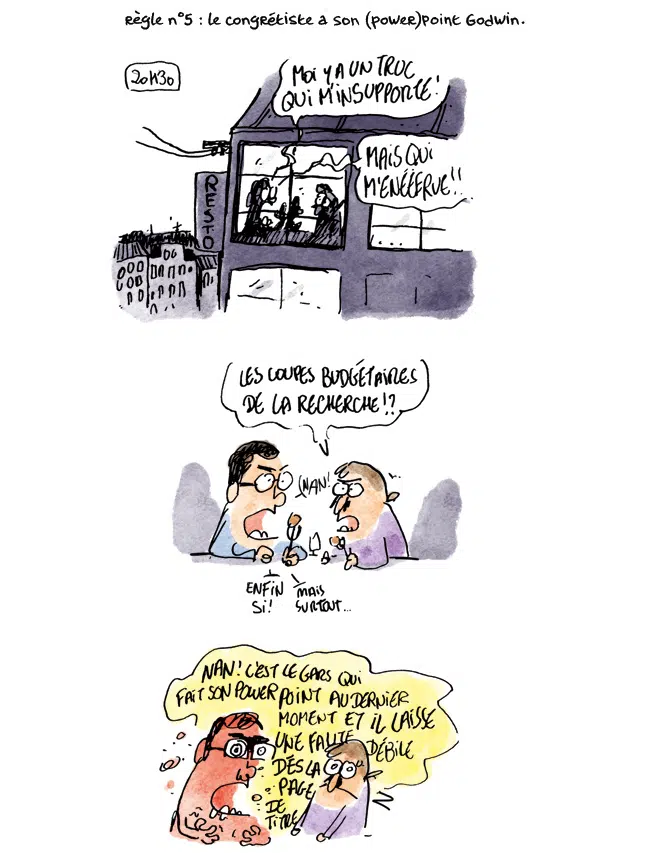 Règle n°5 : le congrétiste a son (power)point Godwin.
20H30
MOI Y A UN TRUC
QUI M'INSUPPORTE !
MAIS QUI
M'ENÉÉÉRVE !!
RESTO
LES COUPES BUDGÉTAIRES
DE LA RECHERCHE !?
NAN !
ENFIN
SI !
MAIS
SURTOUT...
NAN ! C'EST LE GARS QUI
FAIT SON POWER POINT AU DERNIER
MOMENT ET IL LAISSE
UNE FAUTE DÉBILE
DÈS LA
PAGE
DE
TITRE